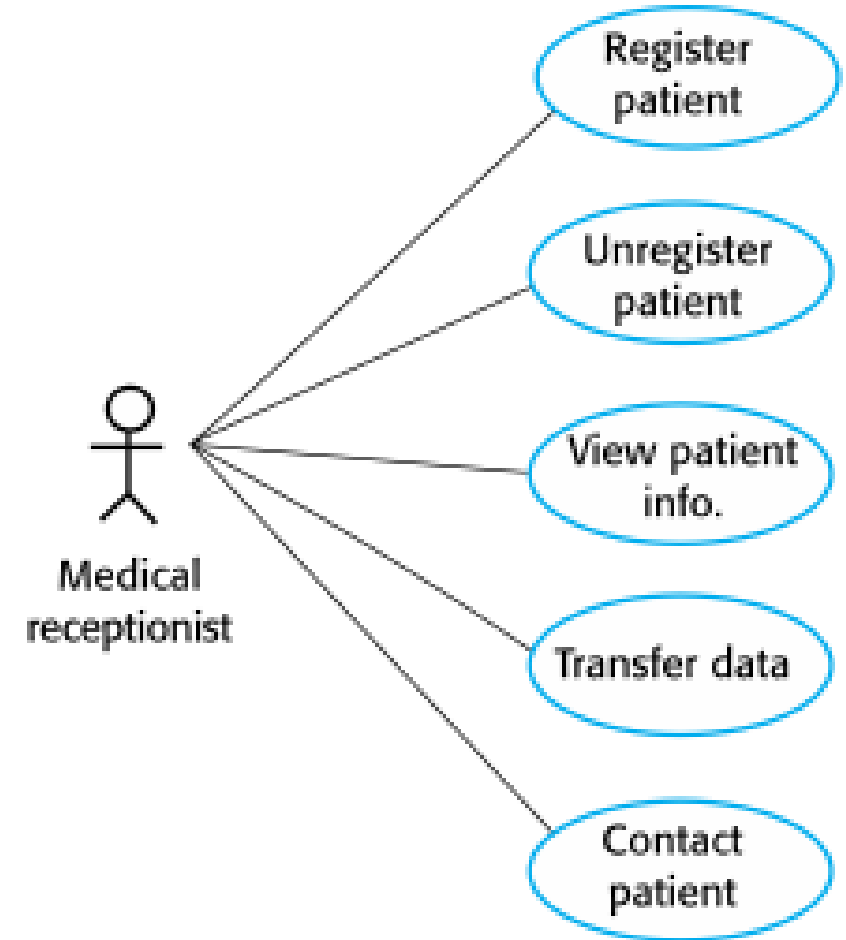 Register
patient
Unregister
patient
View patient
info.
Medical
receptionist
Transfer data
Contact
patient